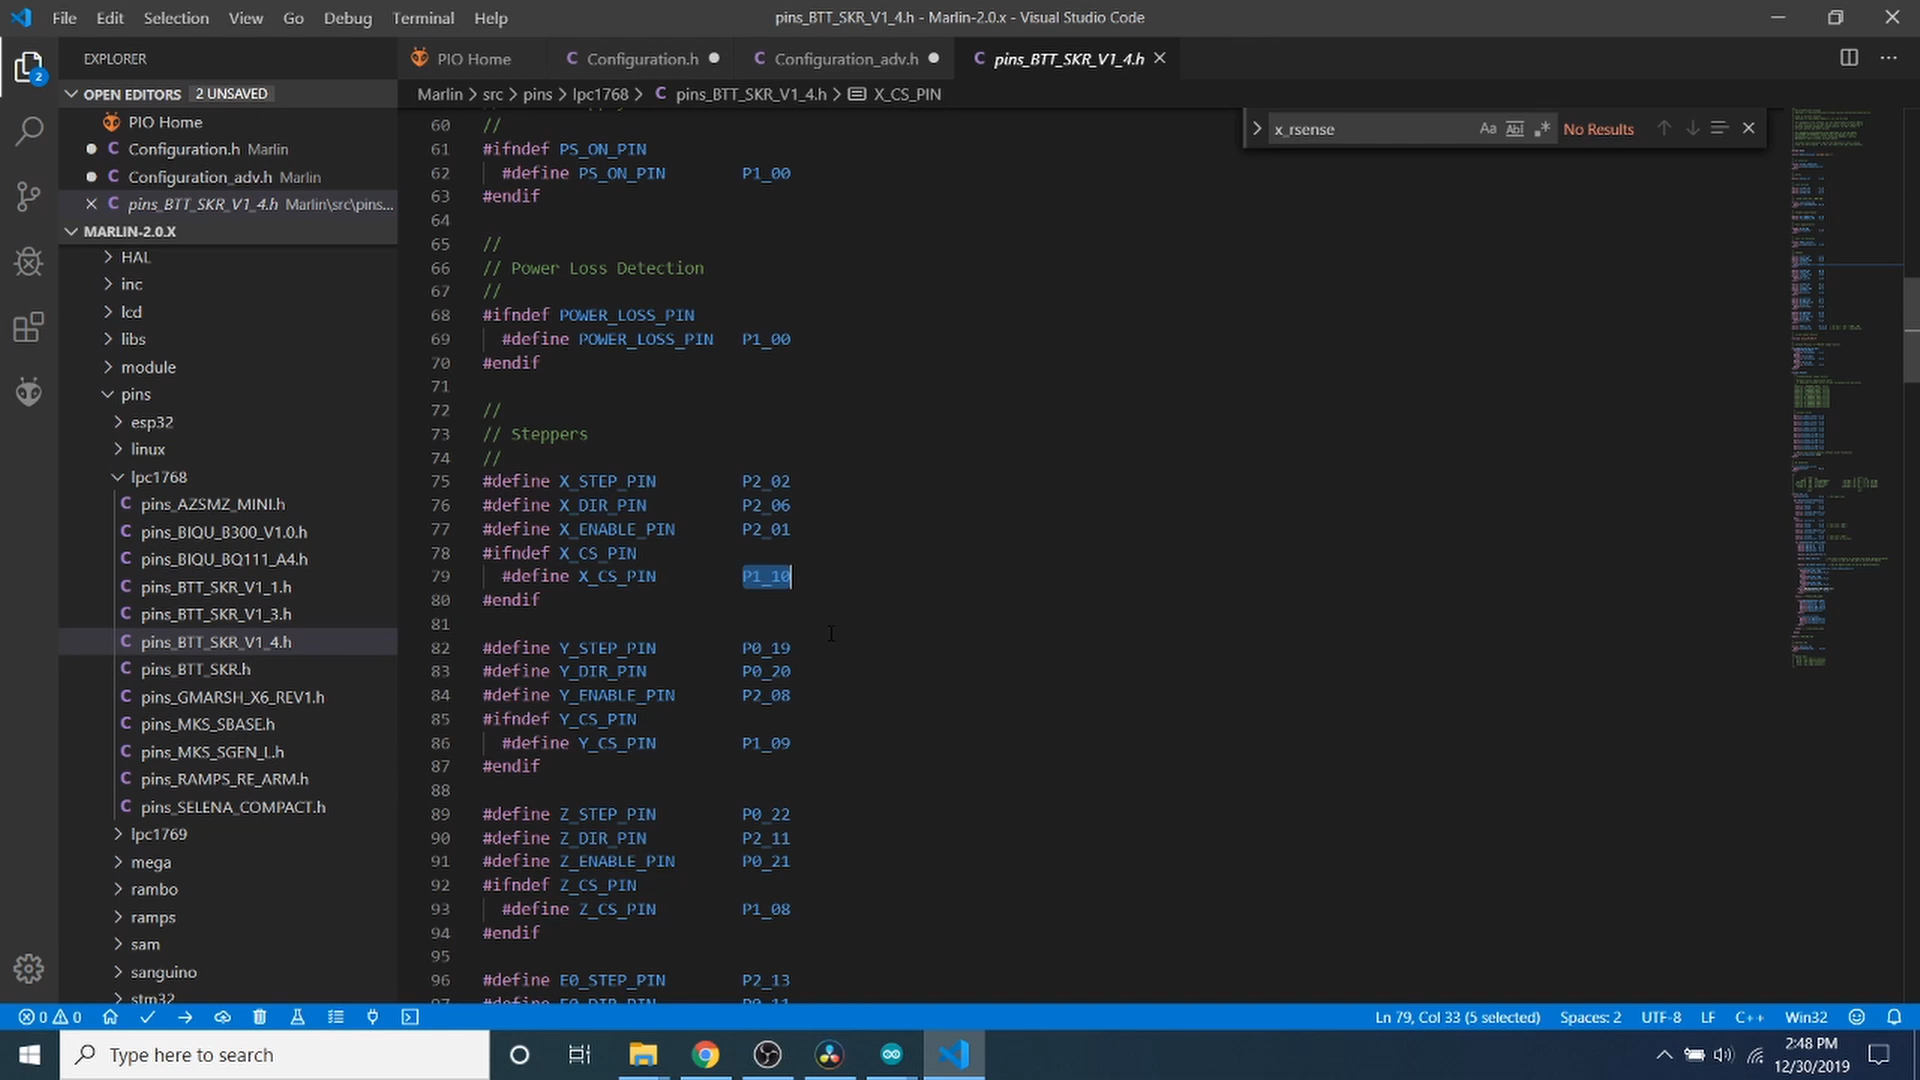 File Edit Selection View Go Debug Terminal Help
pins_BTT_SKR_V1_4.h - Marlin-2.0.x - Visual Studio Code
EXPLORER
PIO Home
Configuration.h
Configuration_adv.h
pins_BTT_SKR_V1_4.h
2
OPEN EDITORS 2 UNSAVED
PIO Home
Configuration.h Marlin
Configuration_adv.h Marlin
pins_BTT_SKR_V1_4.h Marlin\src\pins...
MARLIN-2.0.X
HAL
inc
lcd
libs
module
pins
esp32
linux
lpc1768
pins_AZSMZ_MINI.h
pins_BIQU_B300_V1.0.h
pins_BIQU_BQ111_A4.h
pins_BTT_SKR_V1_1.h
pins_BTT_SKR_V1_3.h
pins_BTT_SKR_V1_4.h
pins_BTT_SKR.h
pins_GMARSH_X6_REV1.h
pins_MKS_SBASE.h
pins_MKS_SGEN_L.h
pins_RAMPS_RE_ARM.h
pins_SELENA_COMPACT.h
lpc1769
mega
rambo
ramps
sam
sanguino
stm32
Marlin > src > pins > lpc1768 > C pins_BTT_SKR_V1_4.h > X_CS_PIN
x_rsense Aa Abl .* No Results
60 //
61 #ifndef PS_ON_PIN
62 #define PS_ON_PIN P1_00
63 #endif
64
65 //
66 // Power Loss Detection
67 //
68 #ifndef POWER_LOSS_PIN
69 #define POWER_LOSS_PIN P1_00
70 #endif
71
72 //
73 // Steppers
74 //
75 #define X_STEP_PIN P2_02
76 #define X_DIR_PIN P2_06
77 #define X_ENABLE_PIN P2_01
78 #ifndef X_CS_PIN
79 #define X_CS_PIN P1_10
80 #endif
81
82 #define Y_STEP_PIN P0_19
83 #define Y_DIR_PIN P0_20
84 #define Y_ENABLE_PIN P2_08
85 #ifndef Y_CS_PIN
86 #define Y_CS_PIN P1_09
87 #endif
88
89 #define Z_STEP_PIN P0_22
90 #define Z_DIR_PIN P2_11
91 #define Z_ENABLE_PIN P0_21
92 #ifndef Z_CS_PIN
93 #define Z_CS_PIN P1_08
94 #endif
95
96 #define E0_STEP_PIN P2_13
97 #define E0_DIR_PIN P0_11
0 0
Ln 79, Col 33 (5 selected) Spaces: 2 UTF-8 LF C++ Win32
Type here to search
2:48 PM
12/30/2019